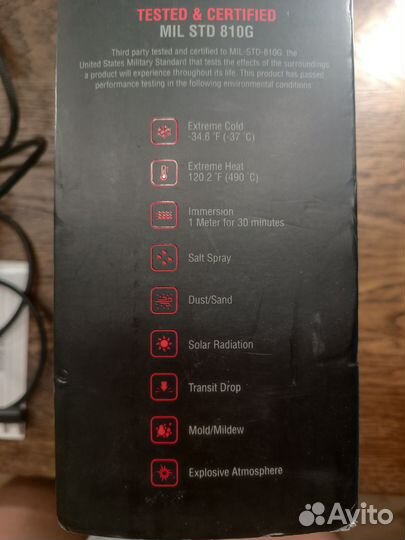 TESTED & CERTIFIED
MIL STD 810G
Third party tested and certified to MIL-STD-810G, the
United States Military Standard that tests the effects of the surroundings
a product will experience throughout its life. This product has passed
performance testing in the following environmental conditions:
Extreme Cold
-34.6 °F (-37 °C)
Extreme Heat
120.2 °F (490 °C)
Immersion
1 Meter for 30 minutes
Salt Spray
Dust/Sand
Solar Radiation
Transit Drop
Mold/Mildew
Explosive Atmosphere
Avito